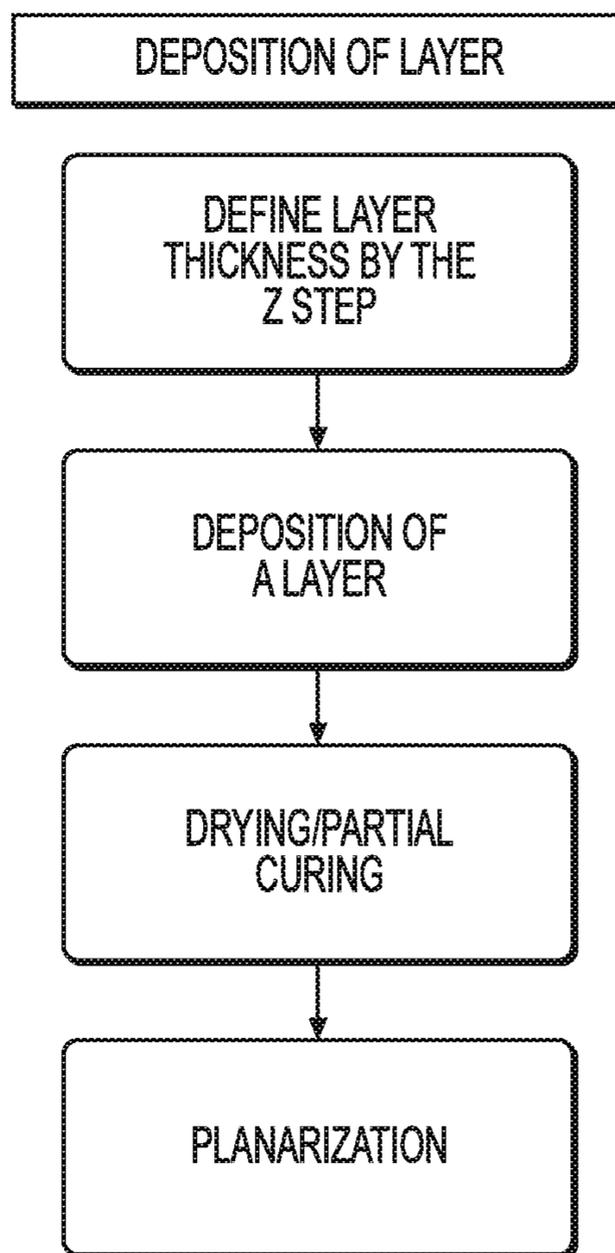 DEPOSITION OF LAYER
DEFINE LAYER
THICKNESS BY THE
Z STEP
DEPOSITION OF
A LAYER
DRYING/PARTIAL
CURING
PLANARIZATION